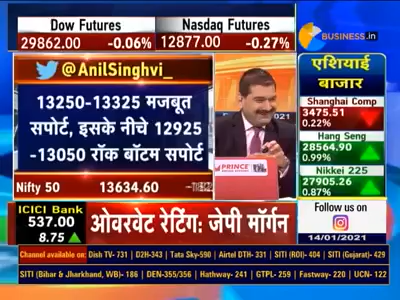 Dow Futures
29862.00 -0.06%
Nasdaq Futures
12877.00 -0.27%
BUSINESS.in
@AnilSinghvi_
13250-13325 मजबूत
सपोर्ट, इसके नीचे 12925
-13050 रॉक बॉटम सपोर्ट
Nifty 50 13634.60
2021
PRINCE
एशियाई
बाजार
Shanghai Comp
3475.51
0.22%
Hang Seng
28564.90
0.99%
Nikkei 225
27905.26
0.87%
ICICI Bank
537.00
8.75
ओवरवेट रेटिंग: जेपी मॉर्गन
Follow us on
14/01/2021
Channel available on: Dish TV- 731 | D2H-343 | Tata Sky-590 | Airtel DTH- 331 | SITI (ROI)- 404 | SITI (Gujarat)- 429
SITI (Bihar & Jharkhand, WB)- 186 | DEN-355/356 | Hathway- 241 | GTPL- 259 | Fastway- 220 | UCN- 122